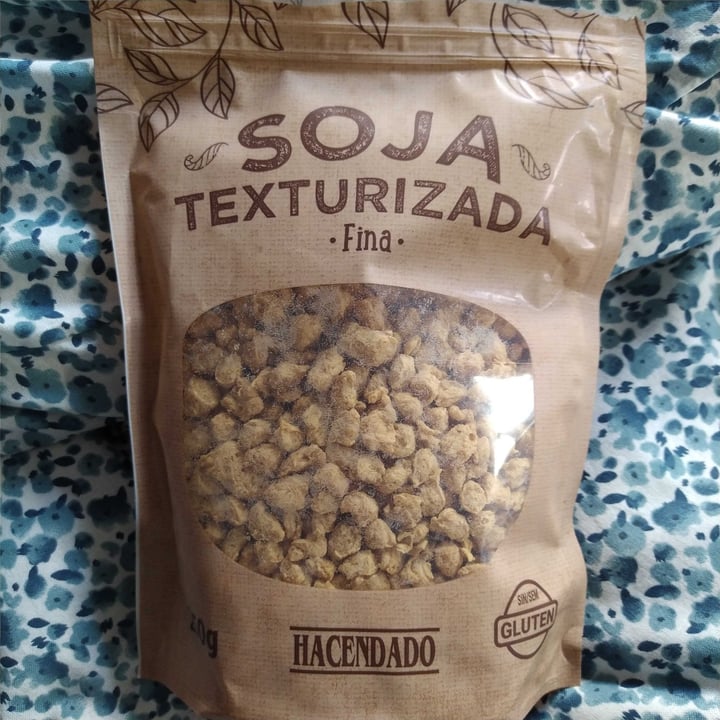 SOJA
TEXTURIZADA
• Fina •
SIN/SEM
GLUTEN
HACENDADO